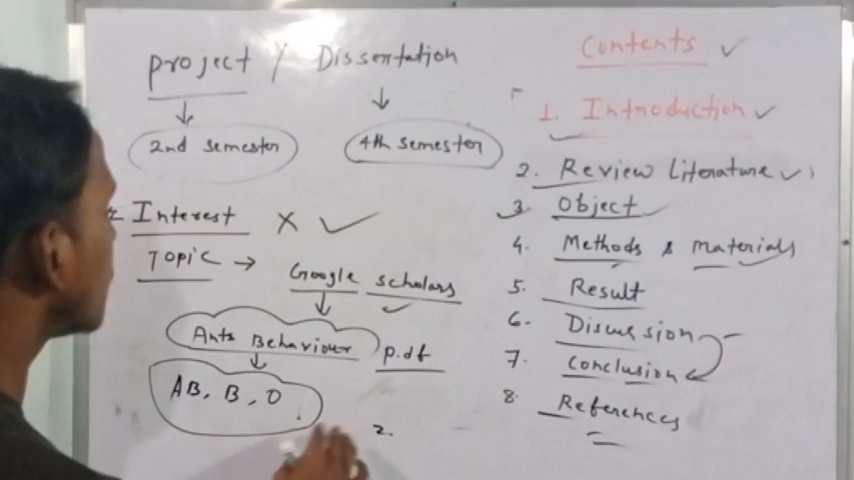 Project / Dissertation
2nd semester
4th semester
Interest
Topic →
Google scholars
Ants Behaviour
p.df
AB, B, O
2.
Contents
1. Introduction
2. Review Literature
3. Object
4. Methods & materials
5. Result
6. Discussion
7. Conclusion
8. References